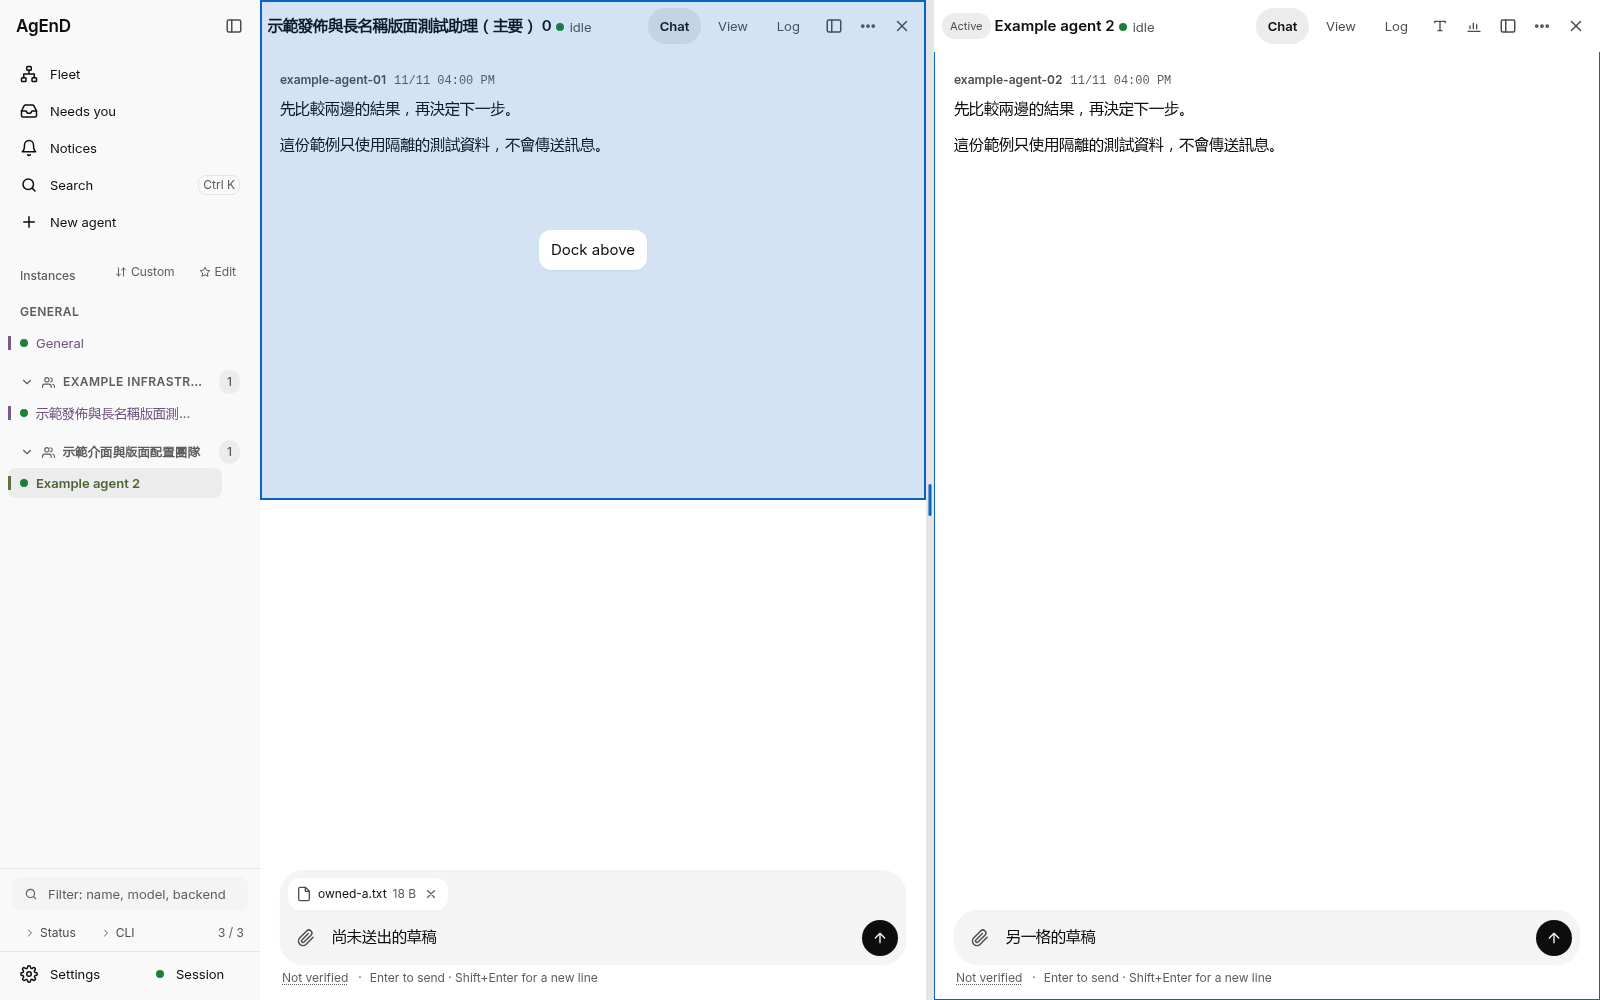 AgEnD
Fleet
Needs you
Notices
Search
Ctrl K
New agent
Instances
Custom
Edit
GENERAL
General
EXAMPLE INFRASTR...
1
示範發佈與長名稱版面測...
示範介面與版面配置團隊
1
Example agent 2
Filter: name, model, backend
Status
CLI
3 / 3
Settings
Session
示範發佈與長名稱版面測試助理（主要）0
idle
Chat
View
Log
example-agent-01 11/11 04:00 PM
先比較兩邊的結果，再決定下一步。
這份範例只使用隔離的測試資料，不會傳送訊息。
Dock above
owned-a.txt 18 B
尚未送出的草稿
Not verified · Enter to send · Shift+Enter for a new line
Active
Example agent 2
idle
Chat
View
Log
example-agent-02 11/11 04:00 PM
先比較兩邊的結果，再決定下一步。
這份範例只使用隔離的測試資料，不會傳送訊息。
另一格的草稿
Not verified · Enter to send · Shift+Enter for a new line